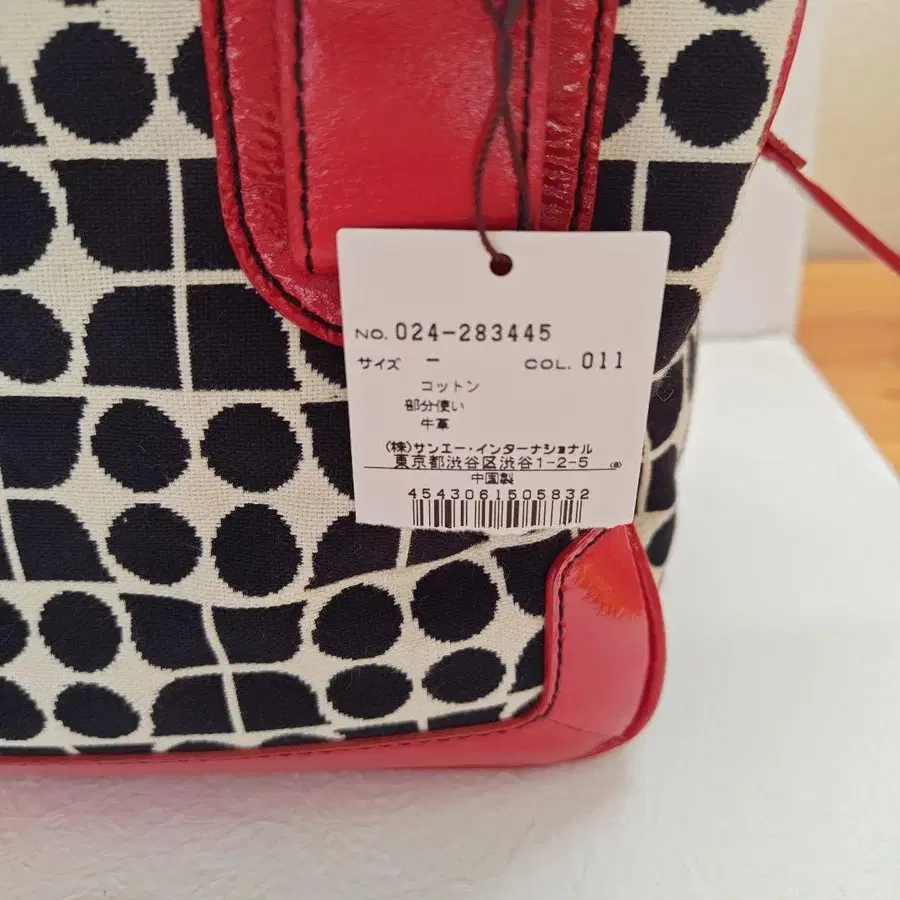 NO. 024-283445
サイズ － COL. 011
コットン
部分使い
牛革
(株)サンエー・インターナショナル
東京都渋谷区渋谷1-2-5
中国製
4543061505832